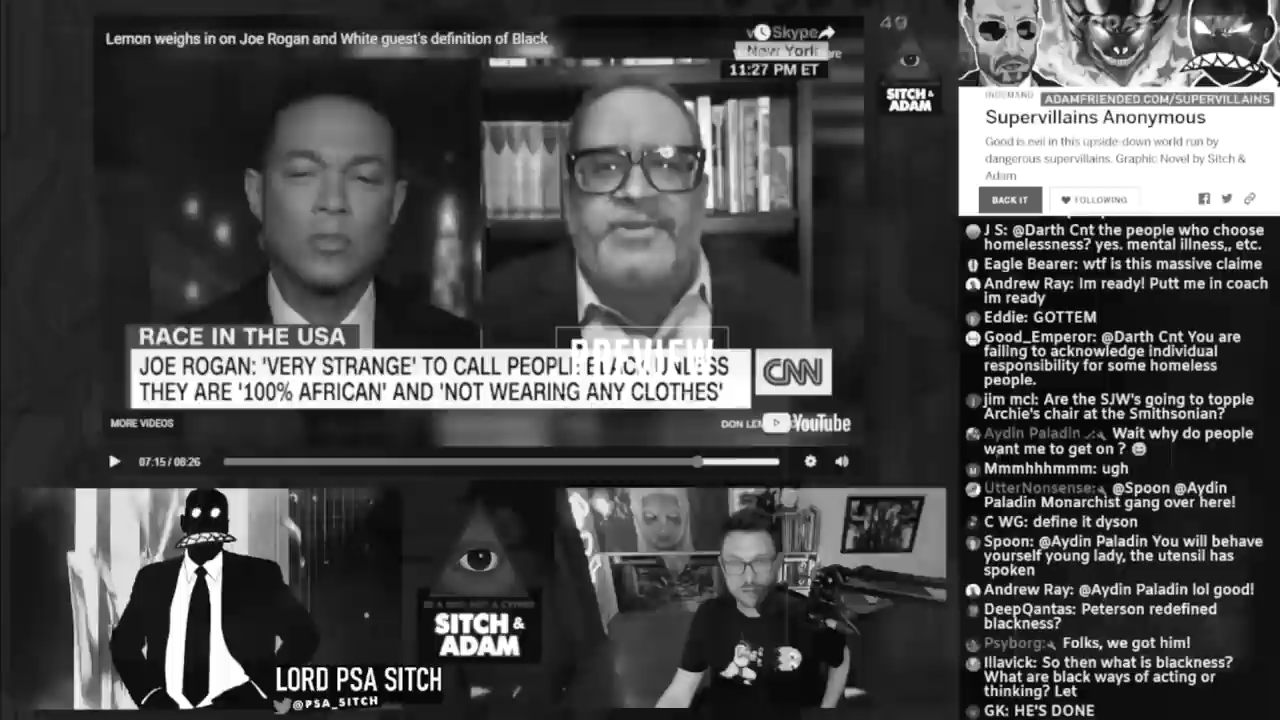 Lemon weighs in on Joe Rogan and White guest's definition of Black
Skype
New York
11:27 PM ET
RACE IN THE USA
JOE ROGAN: 'VERY STRANGE' TO CALL PEOPLE BLACK UNLESS
THEY ARE '100% AFRICAN' AND 'NOT WEARING ANY CLOTHES'
CNN
PREVIEW
MORE VIDEOS
YouTube
07:15 / 08:26
49
SITCH &
ADAM
SITCH &
ADAM
LORD PSA SITCH
@PSA_SITCH
INDEMAND
ADAMFRIENDED.COM/SUPERVILLAINS
Supervillains Anonymous
Good is evil in this upside-down world run by
dangerous supervillains. Graphic Novel by Sitch &
Adam
BACK IT
FOLLOWING
J S: @Darth Cnt the people who choose
homelessness? yes. mental illness,, etc.
Eagle Bearer: wtf is this massive claime
Andrew Ray: Im ready! Putt me in coach
im ready
Eddie: GOTTEM
Good_Emperor: @Darth Cnt You are
failing to acknowledge individual
responsibility for some homeless
people.
jim mcl: Are the SJW's going to topple
Archie's chair at the Smithsonian?
Aydin Paladin: Wait why do people
want me to get on ?
Mmmhhhmmm: ugh
UtterNonsense: @Spoon @Aydin
Paladin Monarchist gang over here!
C WG: define it dyson
Spoon: @Aydin Paladin You will behave
yourself young lady, the utensil has
spoken
Andrew Ray: @Aydin Paladin lol good!
DeepQantas: Peterson redefined
blackness?
Psyborg: Folks, we got him!
Illavick: So then what is blackness?
What are black ways of acting or
thinking? Let
GK: HE'S DONE